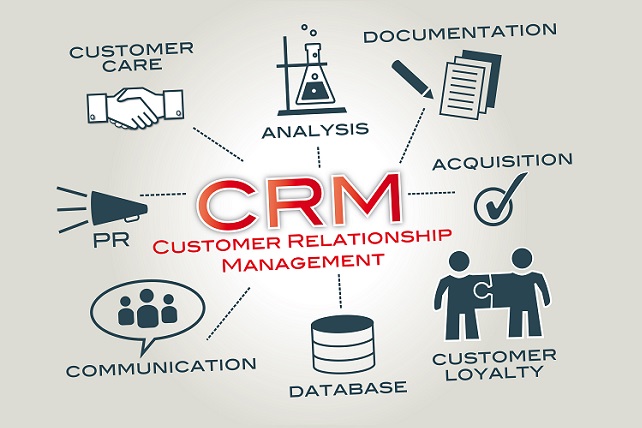 CUSTOMER
CARE
ANALYSIS
DOCUMENTATION
ACQUISITION
CRM
CUSTOMER RELATIONSHIP
MANAGEMENT
PR
COMMUNICATION
DATABASE
CUSTOMER
LOYALTY